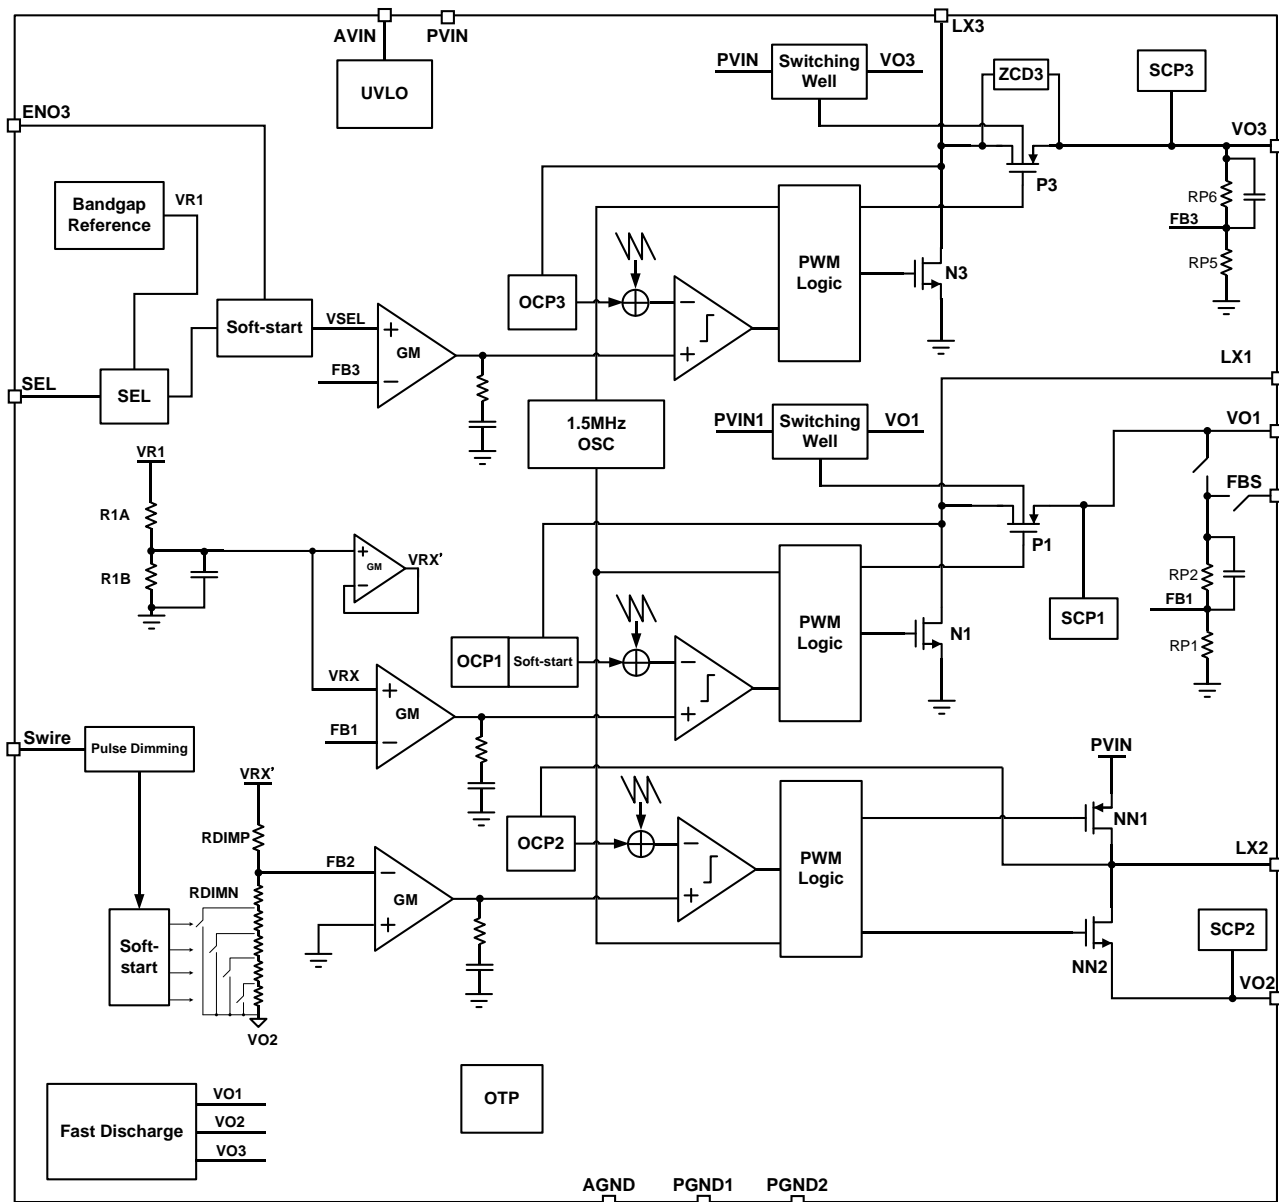 AVIN
PVIN
LX3
UVLO
PVIN
Switching
Well
VO3
ZCD3
SCP3
ENO3
VO3
P3
Bandgap
Reference
VR1
RP6
FB3
RP5
PWM
Logic
N3
OCP3
Soft-start
VSEL
GM
FB3
LX1
SEL
SEL
1.5MHz
OSC
PVIN1
Switching
Well
VO1
VO1
VR1
FBS
R1A
P1
R1B
GM
VRX'
RP2
FB1
SCP1
PWM
Logic
N1
RP1
OCP1
Soft-start
VRX
GM
FB1
Swire
Pulse Dimming
PVIN
VRX'
NN1
RDIMP
OCP2
LX2
FB2
PWM
Logic
RDIMN
GM
SCP2
Soft-
start
NN2
VO2
VO2
OTP
VO1
Fast Discharge
VO2
VO3
AGND
PGND1
PGND2